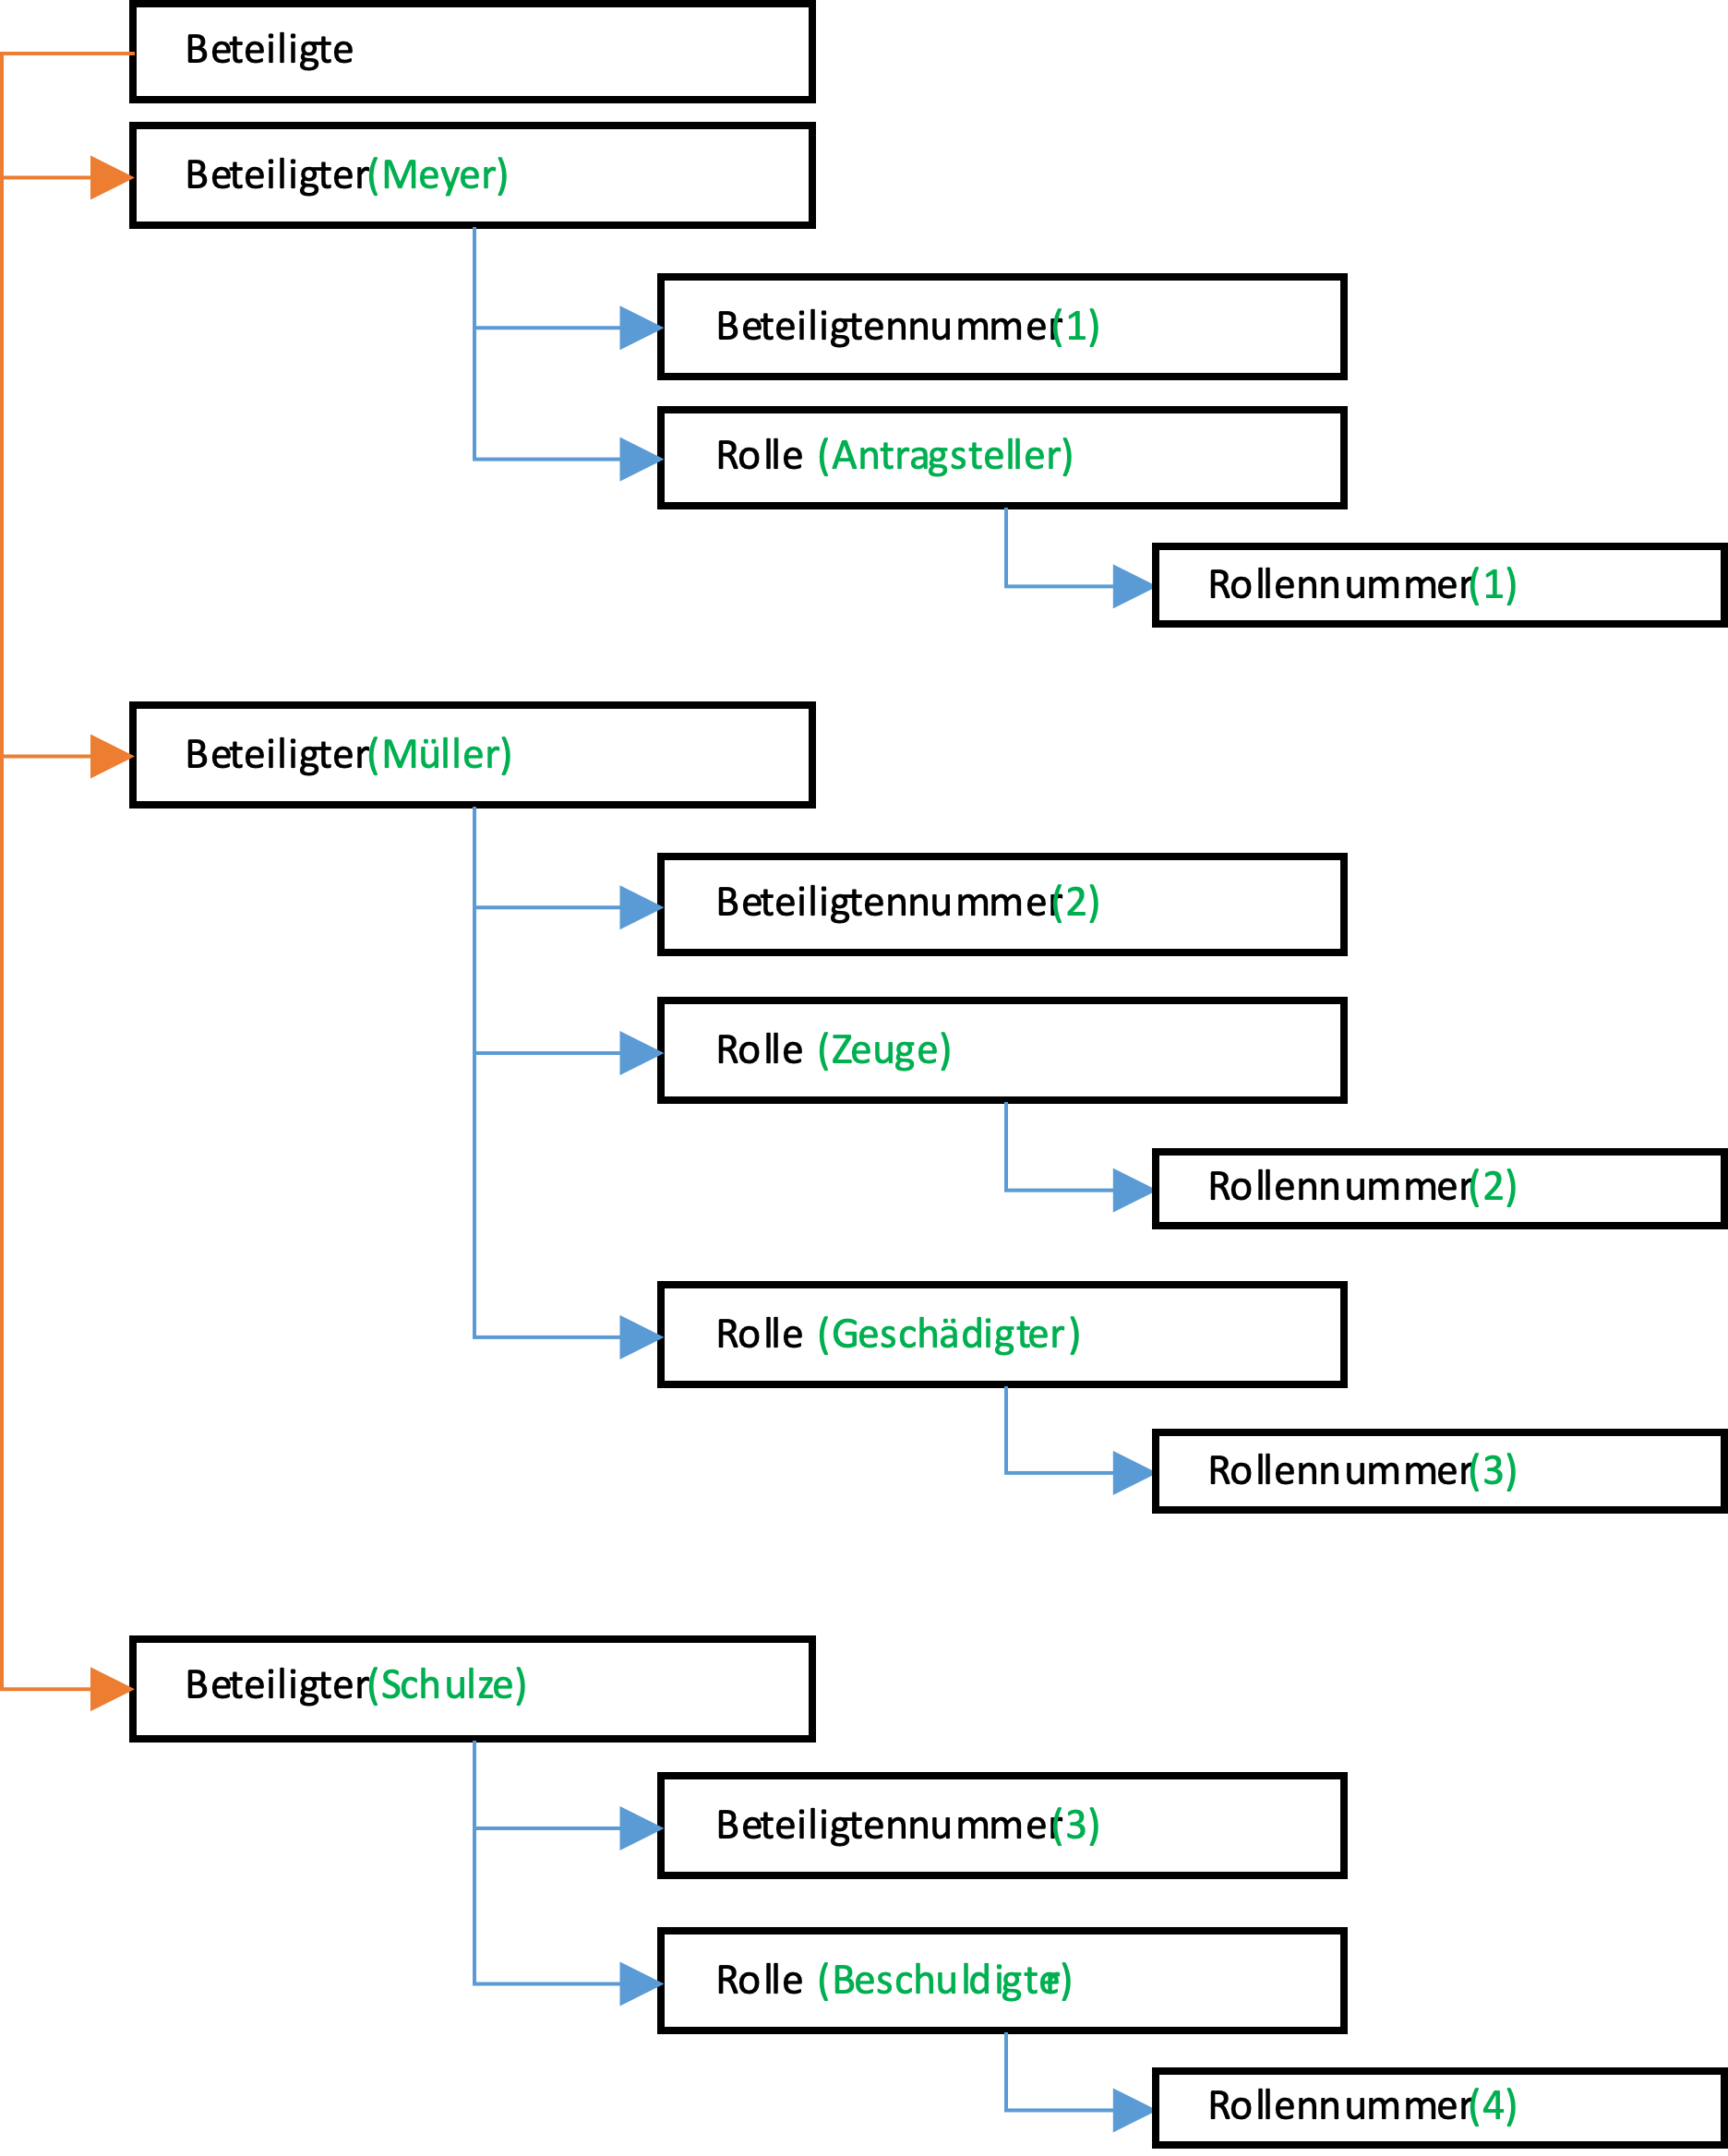 Beteiligte
Beteiligter(Meyer)
Beteiligtennummer(1)
Rolle (Antragsteller)
Rollennummer(1)
Beteiligter(Müller)
Beteiligtennummer(2)
Rolle (Zeuge)
Rollennummer(2)
Rolle (Geschädigter)
Rollennummer(3)
Beteiligter(Schulze)
Beteiligtennummer(3)
Rolle (Beschuldigter)
Rollennummer(4)